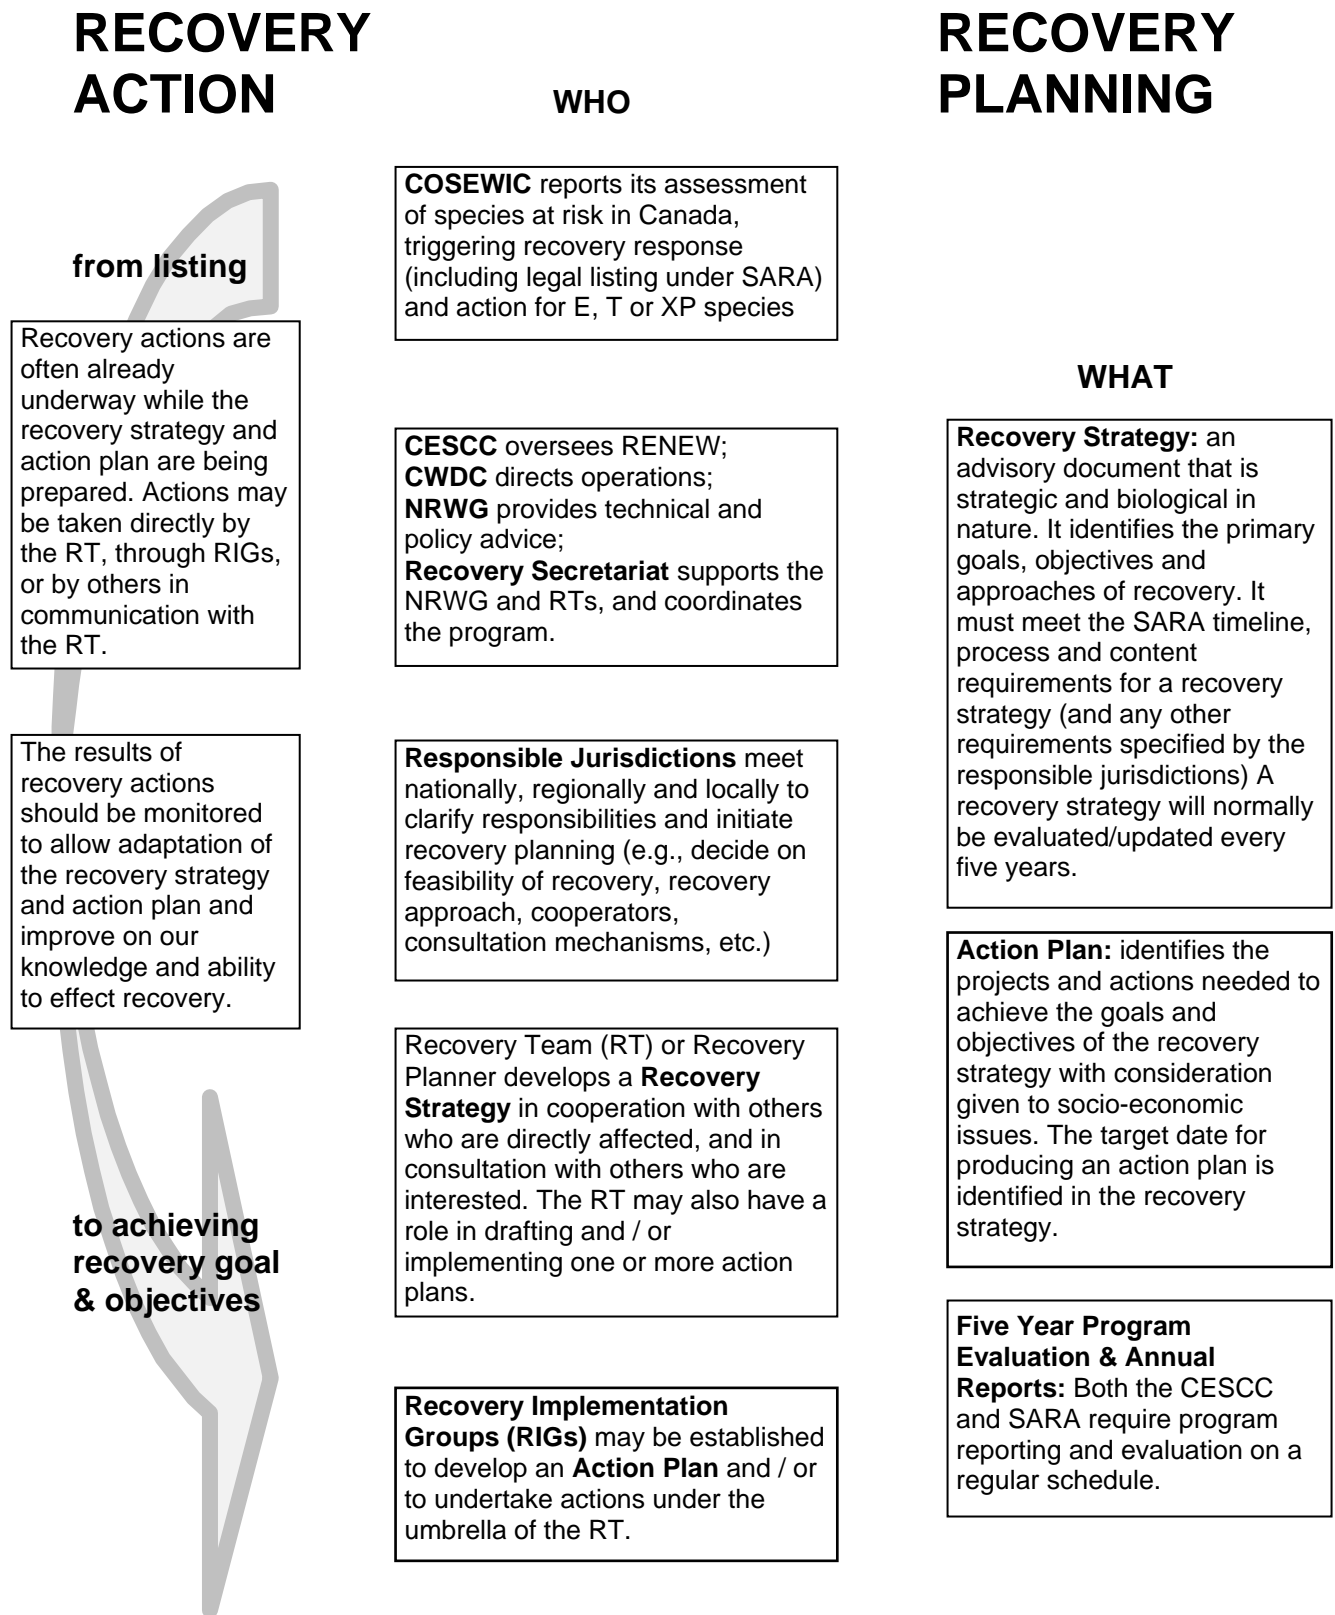 RECOVERY
ACTION
WHO
RECOVERY
PLANNING
from listing
Recovery actions are
often already
underway while the
recovery strategy and
action plan are being
prepared. Actions may
be taken directly by
the RT, through RIGs,
or by others in
communication with
the RT.
The results of
recovery actions
should be monitored
to allow adaptation of
the recovery strategy
and action plan and
improve on our
knowledge and ability
to effect recovery.
to achieving
recovery goal
& objectives
COSEWIC reports its assessment
of species at risk in Canada,
triggering recovery response
(including legal listing under SARA)
and action for E, T or XP species
CESCC oversees RENEW;
CWDC directs operations;
NRWG provides technical and
policy advice;
Recovery Secretariat supports the
NRWG and RTs, and coordinates
the program.
Responsible Jurisdictions meet
nationally, regionally and locally to
clarify responsibilities and initiate
recovery planning (e.g., decide on
feasibility of recovery, recovery
approach, cooperators,
consultation mechanisms, etc.)
Recovery Team (RT) or Recovery
Planner develops a Recovery
Strategy in cooperation with others
who are directly affected, and in
consultation with others who are
interested. The RT may also have a
role in drafting and / or
implementing one or more action
plans.
Recovery Implementation
Groups (RIGs) may be established
to develop an Action Plan and / or
to undertake actions under the
umbrella of the RT.
WHAT
Recovery Strategy: an
advisory document that is
strategic and biological in
nature. It identifies the primary
goals, objectives and
approaches of recovery. It
must meet the SARA timeline,
process and content
requirements for a recovery
strategy (and any other
requirements specified by the
responsible jurisdictions) A
recovery strategy will normally
be evaluated/updated every
five years.
Action Plan: identifies the
projects and actions needed to
achieve the goals and
objectives of the recovery
strategy with consideration
given to socio-economic
issues. The target date for
producing an action plan is
identified in the recovery
strategy.
Five Year Program
Evaluation & Annual
Reports: Both the CESCC
and SARA require program
reporting and evaluation on a
regular schedule.